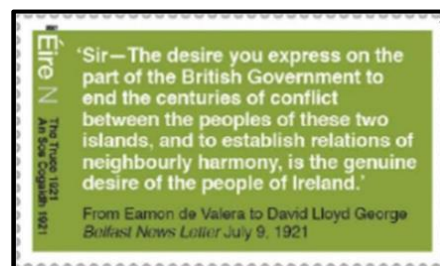 Éire N
The Truce 1921
An Sos Cogaidh 1921
'Sir—The desire you express on the
part of the British Government to
end the centuries of conflict
between the peoples of these two
islands, and to establish relations of
neighbourly harmony, is the genuine
desire of the people of Ireland.'
From Eamon de Valera to David Lloyd George
Belfast News Letter July 9, 1921